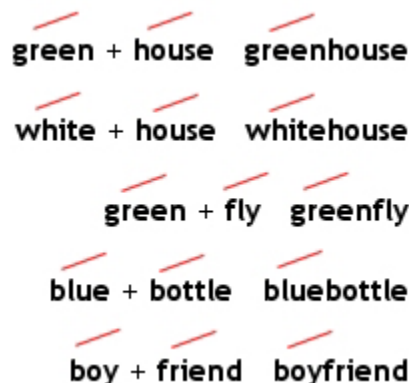 green + house greenhouse
white + house whitehouse
green + fly greenfly
blue + bottle bluebottle
boy + friend boyfriend